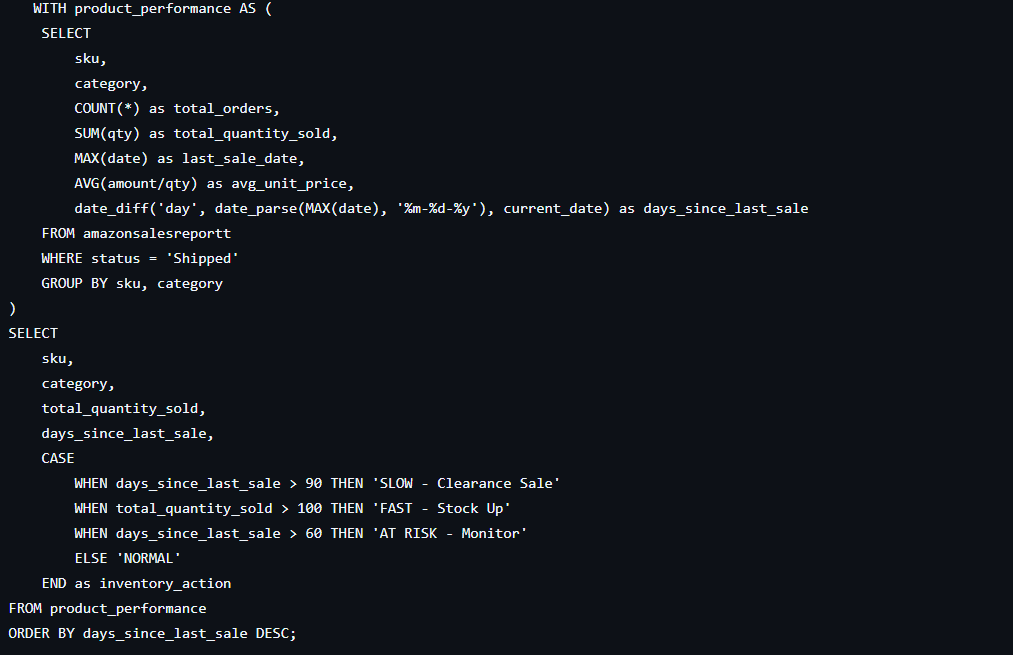 WITH product_performance AS (
SELECT
sku,
category,
COUNT(*) as total_orders,
SUM(qty) as total_quantity_sold,
MAX(date) as last_sale_date,
AVG(amount/qty) as avg_unit_price,
date_diff('day', date_parse(MAX(date), '%m-%d-%y'), current_date) as days_since_last_sale
FROM amazonsalesreportt
WHERE status = 'Shipped'
GROUP BY sku, category
)
SELECT
sku,
category,
total_quantity_sold,
days_since_last_sale,
CASE
WHEN days_since_last_sale > 90 THEN 'SLOW - Clearance Sale'
WHEN total_quantity_sold > 100 THEN 'FAST - Stock Up'
WHEN days_since_last_sale > 60 THEN 'AT RISK - Monitor'
ELSE 'NORMAL'
END as inventory_action
FROM product_performance
ORDER BY days_since_last_sale DESC;